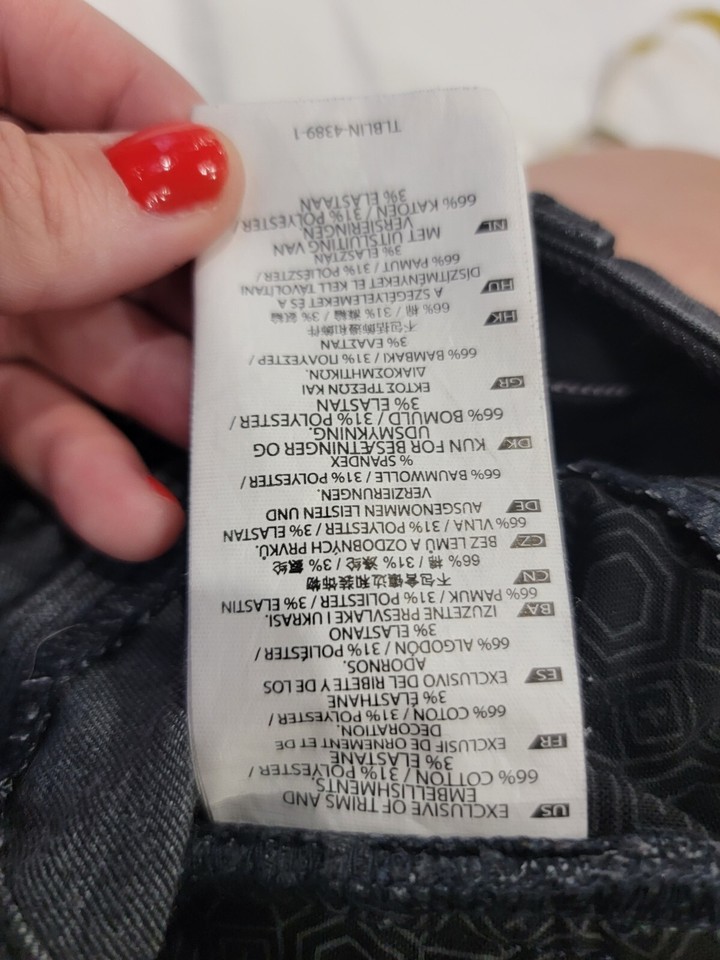 US EXCLUSIVE OF TRIMS AND
EMBELLISHMENTS.
66% COTTON / 31% POLYESTER /
3% ELASTANE
FR EXCLUSIF DE ORNEMENT ET DE
DECORATION.
66% COTON / 31% POLYESTER /
3% ÉLASTHANE
ES EXCLUSIVO DEL RIBETE Y DE LOS
ADORNOS.
66% ALGODÓN / 31% POLIÉSTER /
3% ELASTANO
BA IZUZETNE PRESVLAKE I UKRASI.
66% PAMUK / 31% POLIESTER / 3% ELASTIN
CN 不包含镶边和装饰物
66% 棉 / 31% 涤纶 / 3% 氨纶
CZ BEZ LEMŮ A OZDOBNÝCH PRVKŮ.
66% VLNA / 31% POLYESTER / 3% ELASTAN
DE AUSGENOMMEN LEISTEN UND
VERZIERUNGEN.
66% BAUMWOLLE / 31% POLYESTER /
% SPANDEX
DK KUN FOR BESÆTNINGER OG
UDSMYKNING.
66% BOMULD / 31% POLYESTER /
3% ELASTAN
GR ΕΚΤΟΣ ΤΡΕΣΩΝ ΚΑΙ
ΔΙΑΚΟΣΜΗΤΙΚΩΝ.
66% ΒΑΜΒΑΚΙ / 31% ΠΟΛΥΕΣΤΕΡ /
3% ΕΛΑΣΤΑΝ
HK 不包括飾邊和飾件
66% 棉 / 31% 滌綸 / 3% 氨綸
HU A SZEGÉLYELEMEKET ÉS A
DÍSZÍTMÉNYEKET EL KELL TÁVOLÍTANI
66% PAMUT / 31% POLIÉSZTER /
3% ELASZTÁN
NL MET UITSLUITING VAN
VERSIERINGEN.
66% KATOEN / 31% POLYESTER /
3% ELASTAAN
TLBLIN-4389-1